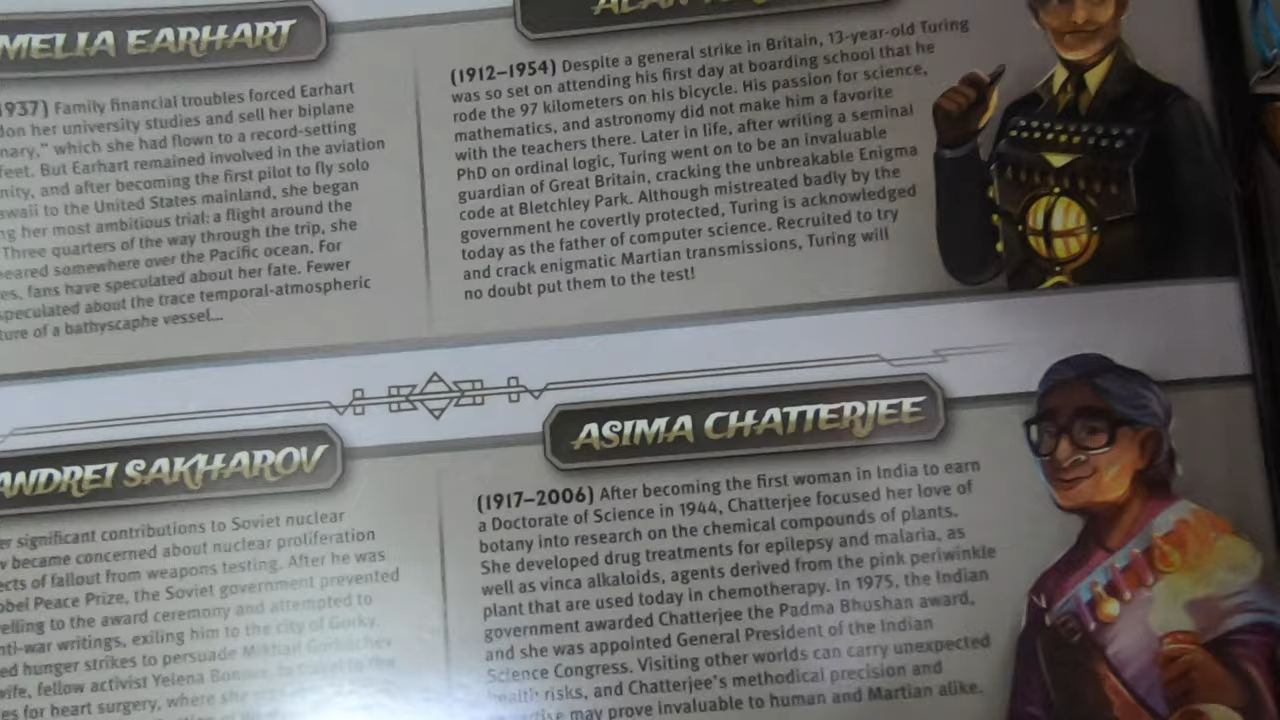 MELIA EARHART
1937) Family financial troubles forced Earhart
don her university studies and sell her biplane
nary," which she had flown to a record-setting
feet. But Earhart remained involved in the aviation
nity, and after becoming the first pilot to fly solo
awaii to the United States mainland, she began
ng her most ambitious trial: a flight around the
Three quarters of the way through the trip, she
peared somewhere over the Pacific ocean. For
es, fans have speculated about her fate. Fewer
speculated about the trace temporal-atmospheric
ture of a bathyscaphe vessel...
ALAN
(1912–1954) Despite a general strike in Britain, 13-year-old Turing
was so set on attending his first day at boarding school that he
rode the 97 kilometers on his bicycle. His passion for science,
mathematics, and astronomy did not make him a favorite
with the teachers there. Later in life, after writing a seminal
PhD on ordinal logic, Turing went on to be an invaluable
guardian of Great Britain, cracking the unbreakable Enigma
code at Bletchley Park. Although mistreated badly by the
government he covertly protected, Turing is acknowledged
today as the father of computer science. Recruited to try
and crack enigmatic Martian transmissions, Turing will
no doubt put them to the test!
ANDREI SAKHAROV
er significant contributions to Soviet nuclear
v became concerned about nuclear proliferation
ects of fallout from weapons testing. After he was
obel Peace Prize, the Soviet government prevented
elling to the award ceremony and attempted to
nti-war writings, exiling him to the city of Gorky.
ed hunger strikes to persuade Mikhail Gorbachev
wife, fellow activist Yelena Bonner, to travel to the
es for heart surgery, where she
ASIMA CHATTERJEE
(1917–2006) After becoming the first woman in India to earn
a Doctorate of Science in 1944, Chatterjee focused her love of
botany into research on the chemical compounds of plants.
She developed drug treatments for epilepsy and malaria, as
well as vinca alkaloids, agents derived from the pink periwinkle
plant that are used today in chemotherapy. In 1975, the Indian
government awarded Chatterjee the Padma Bhushan award,
and she was appointed General President of the Indian
Science Congress. Visiting other worlds can carry unexpected
health risks, and Chatterjee's methodical precision and
may prove invaluable to human and Martian alike.